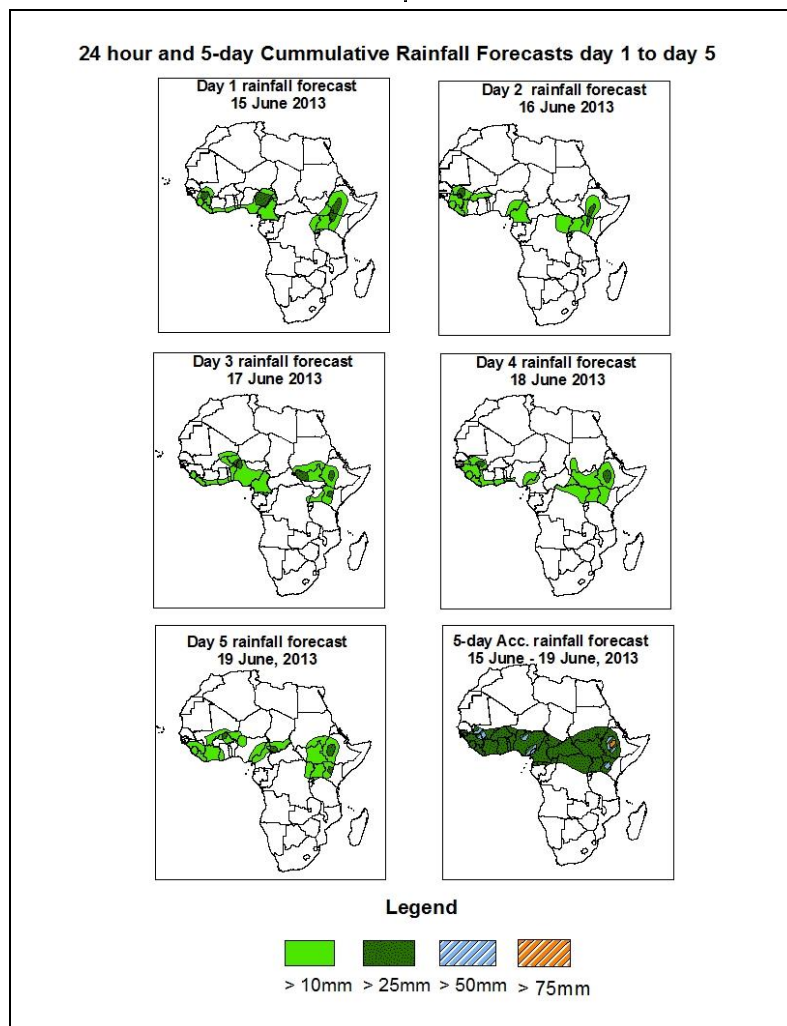 24 hour and 5-day Cummulative Rainfall Forecasts day 1 to day 5
Day 1 rainfall forecast
15 June 2013
Day 2 rainfall forecast
16 June 2013
Day 3 rainfall forecast
17 June 2013
Day 4 rainfall forecast
18 June 2013
Day 5 rainfall forecast
19 June, 2013
5-day Acc. rainfall forecast
15 June - 19 June, 2013
Legend
> 10mm > 25mm > 50mm > 75mm